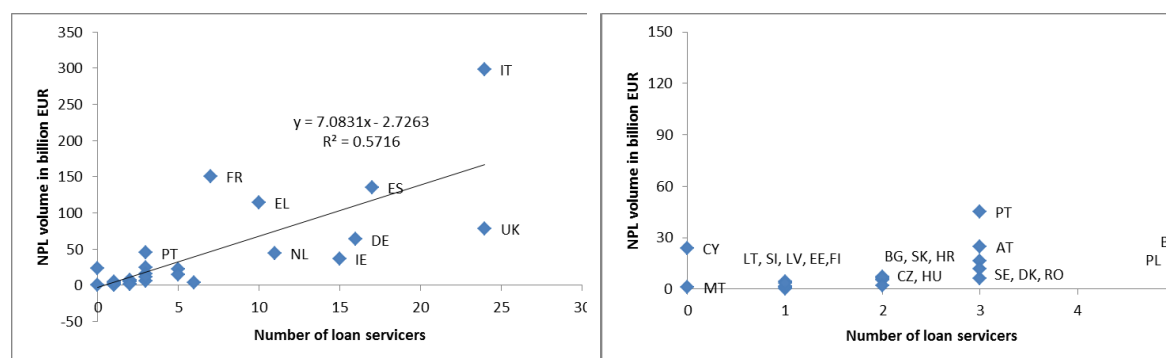 350
300
250
200
150
100
50
0
-50
0
5
10
15
20
25
30
NPL volume in billion EUR
Number of loan servicers
y = 7.0831x - 2.7263
R² = 0.5716
IT
FR
EL
ES
UK
DE
NL
IE
PT
150
120
90
60
30
0
0
1
2
3
4
NPL volume in billion EUR
Number of loan servicers
CY
MT
LT, SI, LV, EE,FI
BG, SK, HR
CZ, HU
PT
AT
SE, DK, RO
PL